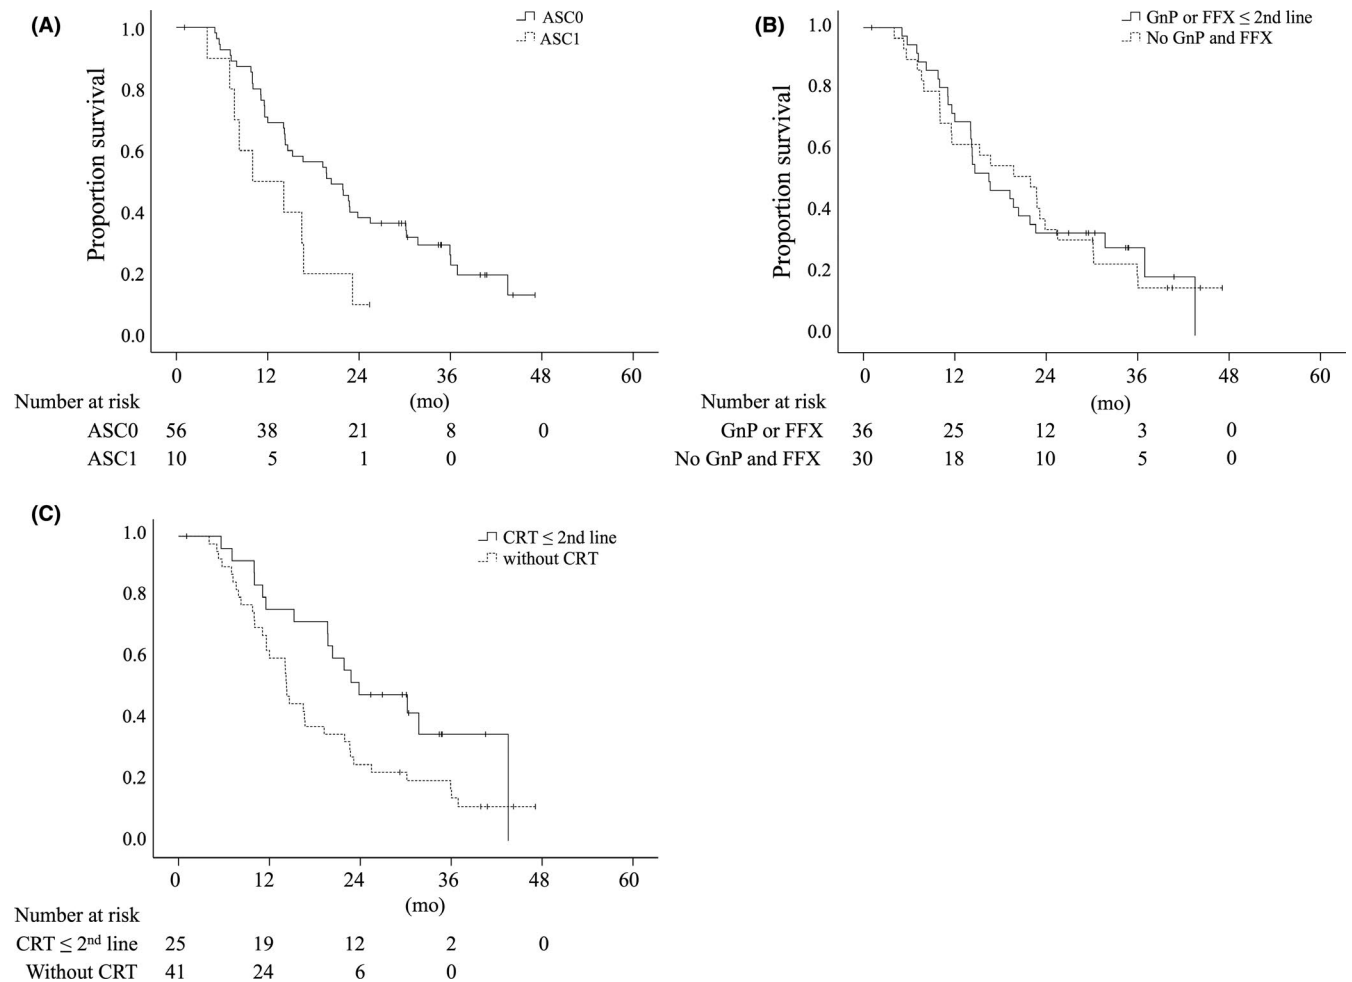 (A)
ASC0
ASC1
Proportion survival
1.0
0.8
0.6
0.4
0.2
0.0
0 12 24 36 48 60
(mo)
Number at risk
ASC0 56 38 21 8 0
ASC1 10 5 1 0
(B)
GnP or FFX ≤ 2nd line
No GnP and FFX
Proportion survival
1.0
0.8
0.6
0.4
0.2
0.0
0 12 24 36 48 60
(mo)
Number at risk
GnP or FFX 36 25 12 3 0
No GnP and FFX 30 18 10 5 0
(C)
CRT ≤ 2nd line
without CRT
1.0
0.8
0.6
0.4
0.2
0.0
0 12 24 36 48 60
(mo)
Number at risk
CRT ≤ 2nd line 25 19 12 2 0
Without CRT 41 24 6 0